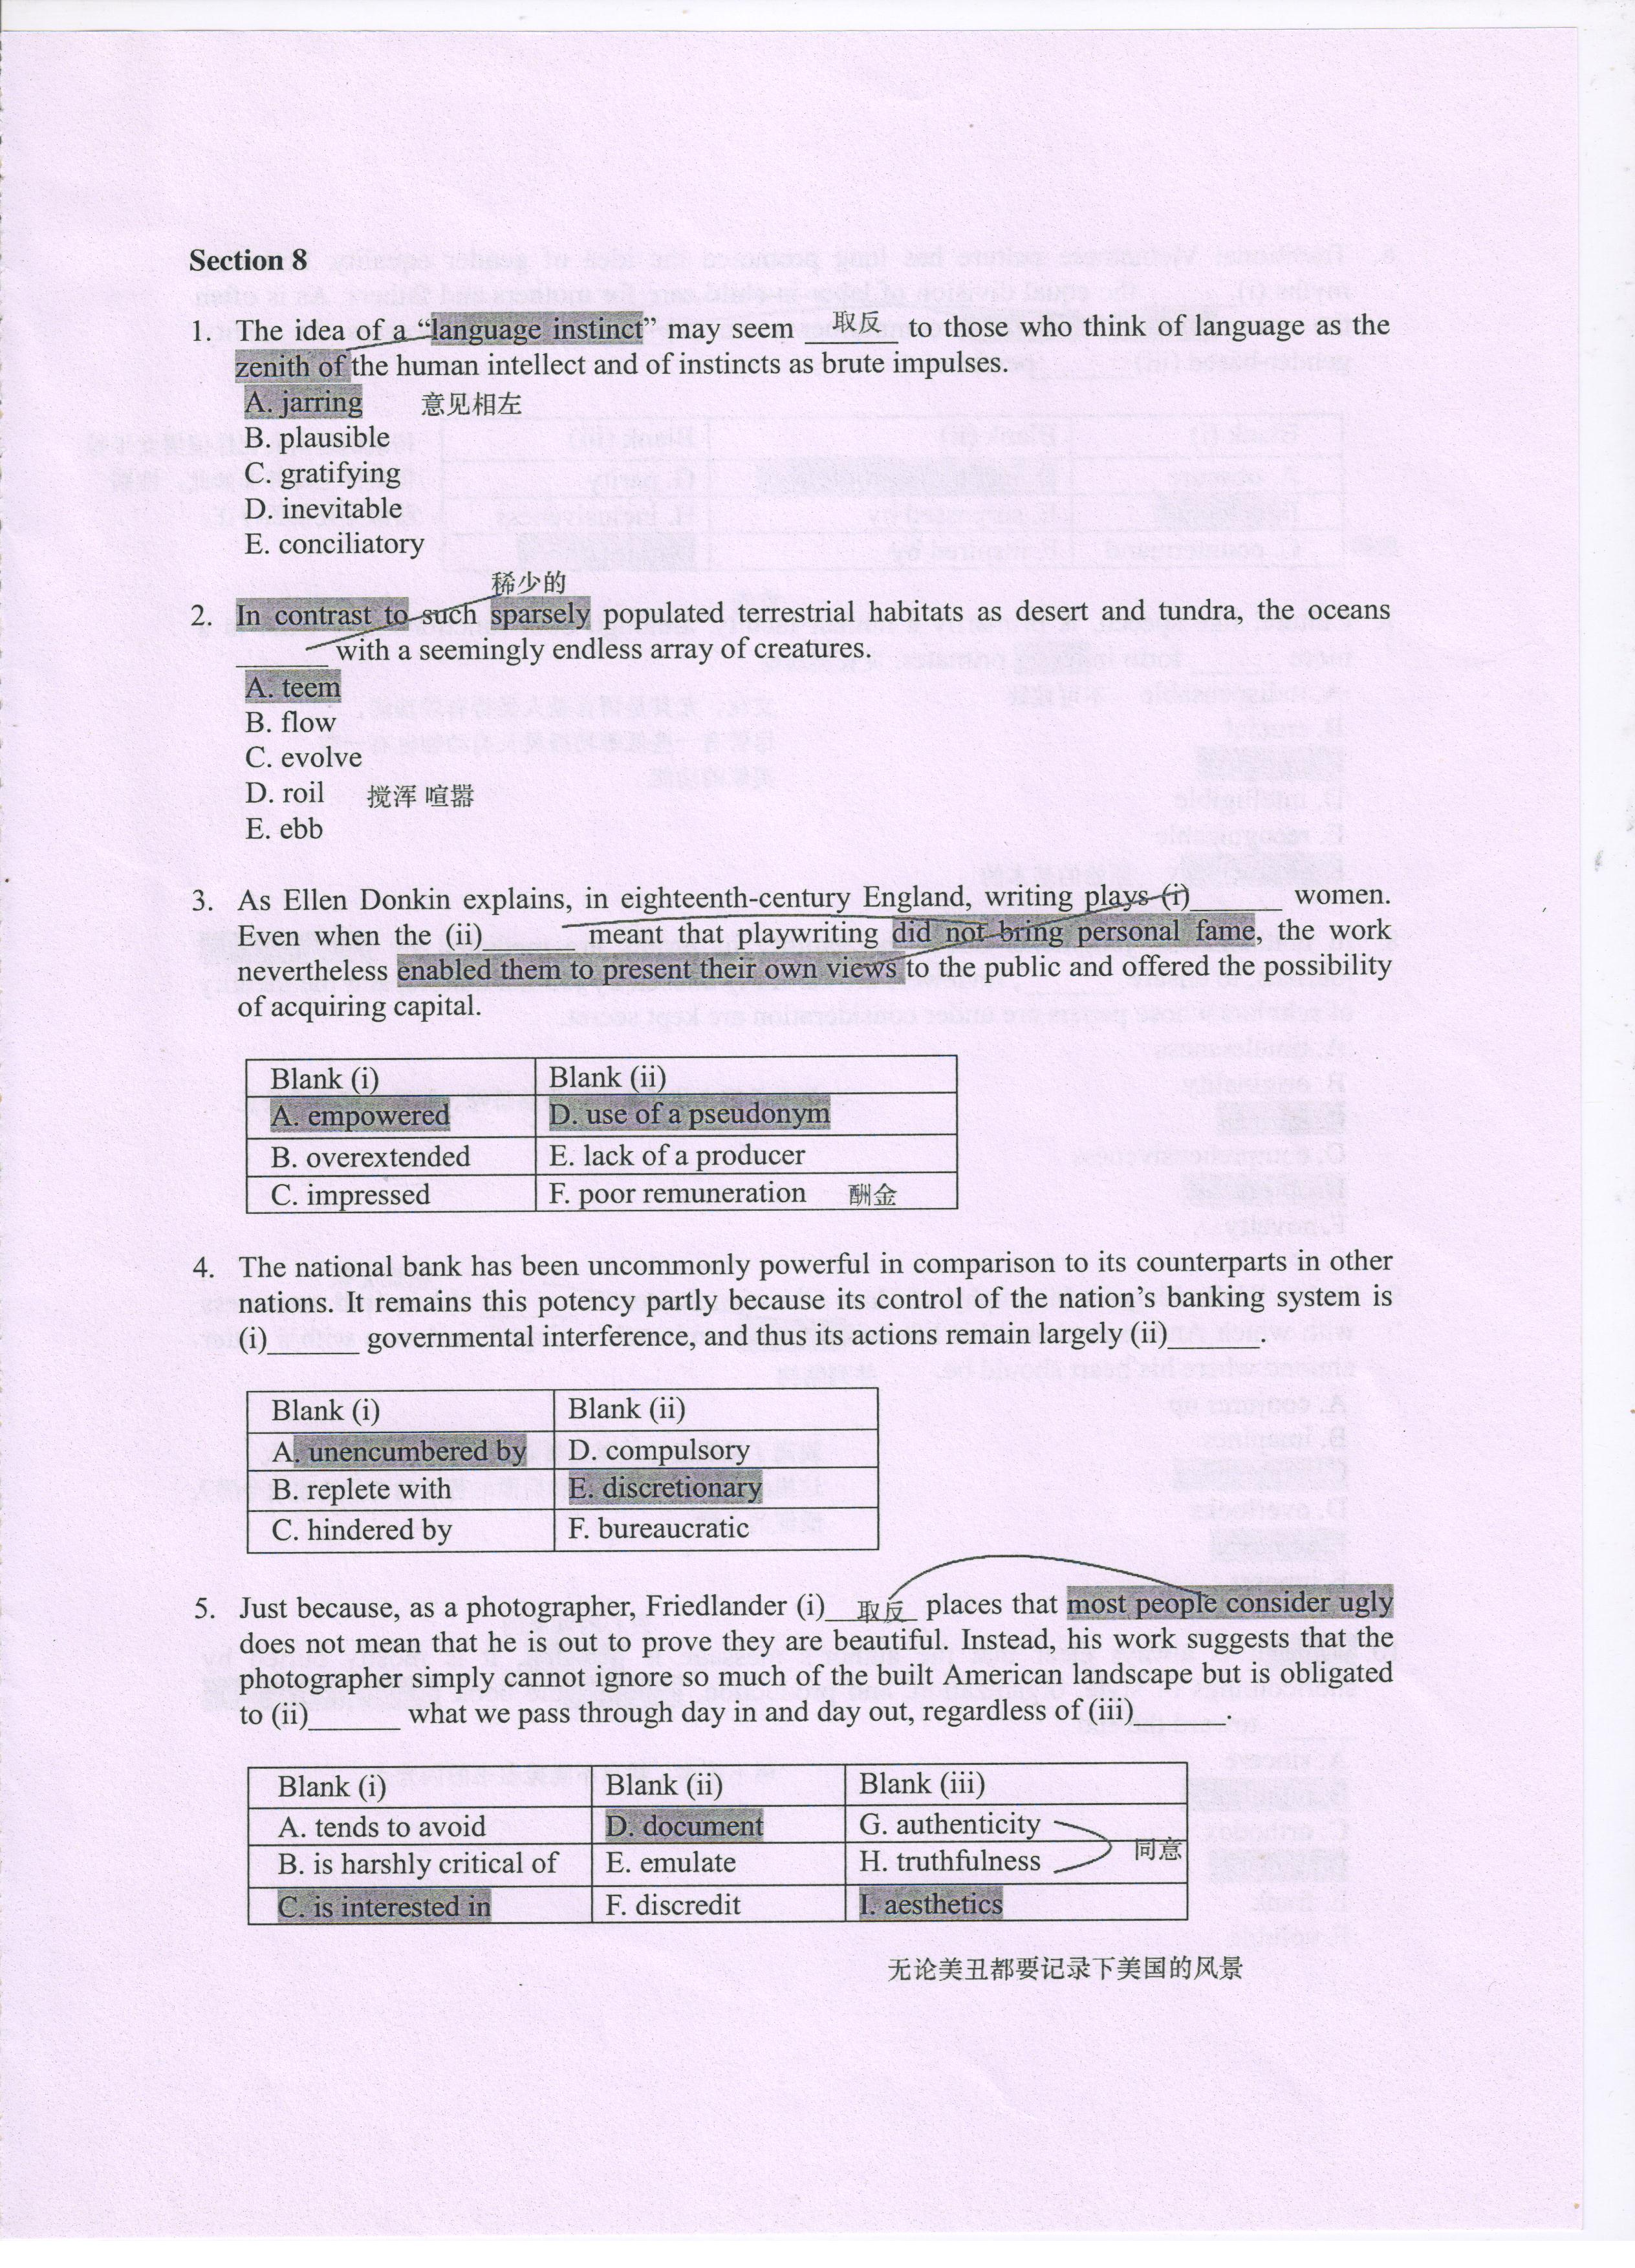 Section 8
1. The idea of a “language instinct” may seem 取反 to those who think of language as the
zenith of the human intellect and of instincts as brute impulses.
A. jarring 意见相左
B. plausible
C. gratifying
D. inevitable
E. conciliatory
稀少的
2. In contrast to such sparsely populated terrestrial habitats as desert and tundra, the oceans
_______ with a seemingly endless array of creatures.
A. teem
B. flow
C. evolve
D. roil 搅浑 喧嚣
E. ebb
3. As Ellen Donkin explains, in eighteenth-century England, writing plays (i)_______ women.
Even when the (ii)_______ meant that playwriting did not bring personal fame, the work
nevertheless enabled them to present their own views to the public and offered the possibility
of acquiring capital.
Blank (i) Blank (ii)
A. empowered D. use of a pseudonym
B. overextended E. lack of a producer
C. impressed F. poor remuneration 酬金
4. The national bank has been uncommonly powerful in comparison to its counterparts in other
nations. It remains this potency partly because its control of the nation’s banking system is
(i)_______ governmental interference, and thus its actions remain largely (ii)_______.
Blank (i) Blank (ii)
A. unencumbered by D. compulsory
B. replete with E. discretionary
C. hindered by F. bureaucratic
5. Just because, as a photographer, Friedlander (i) 取反 places that most people consider ugly
does not mean that he is out to prove they are beautiful. Instead, his work suggests that the
photographer simply cannot ignore so much of the built American landscape but is obligated
to (ii)_______ what we pass through day in and day out, regardless of (iii)_______.
Blank (i) Blank (ii) Blank (iii)
A. tends to avoid D. document G. authenticity
B. is harshly critical of E. emulate H. truthfulness 同意
C. is interested in F. discredit I. aesthetics
无论美丑都要记录下美国的风景